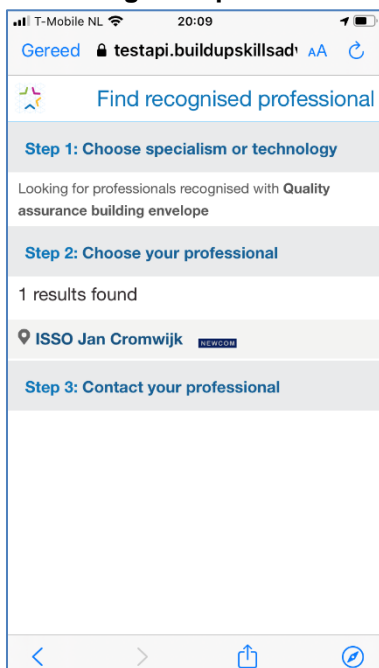 T-Mobile NL 20:09
Gereed testapi.buildupskillsadv AA
Find recognised professional
Step 1: Choose specialism or technology
Looking for professionals recognised with Quality
assurance building envelope
Step 2: Choose your professional
1 results found
ISSO Jan Cromwijk NEWCOM
Step 3: Contact your professional